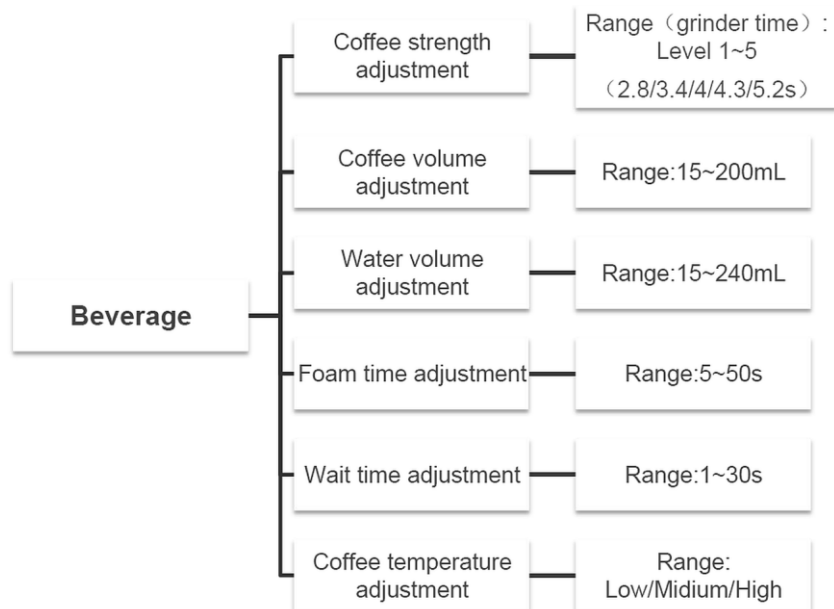 Beverage
Coffee strength
adjustment
Range（grinder time）:
Level 1~5
（2.8/3.4/4/4.3/5.2s）
Coffee volume
adjustment
Range:15~200mL
Water volume
adjustment
Range:15~240mL
Foam time adjustment
Range:5~50s
Wait time adjustment
Range:1~30s
Coffee temperature
adjustment
Range:
Low/Midium/High